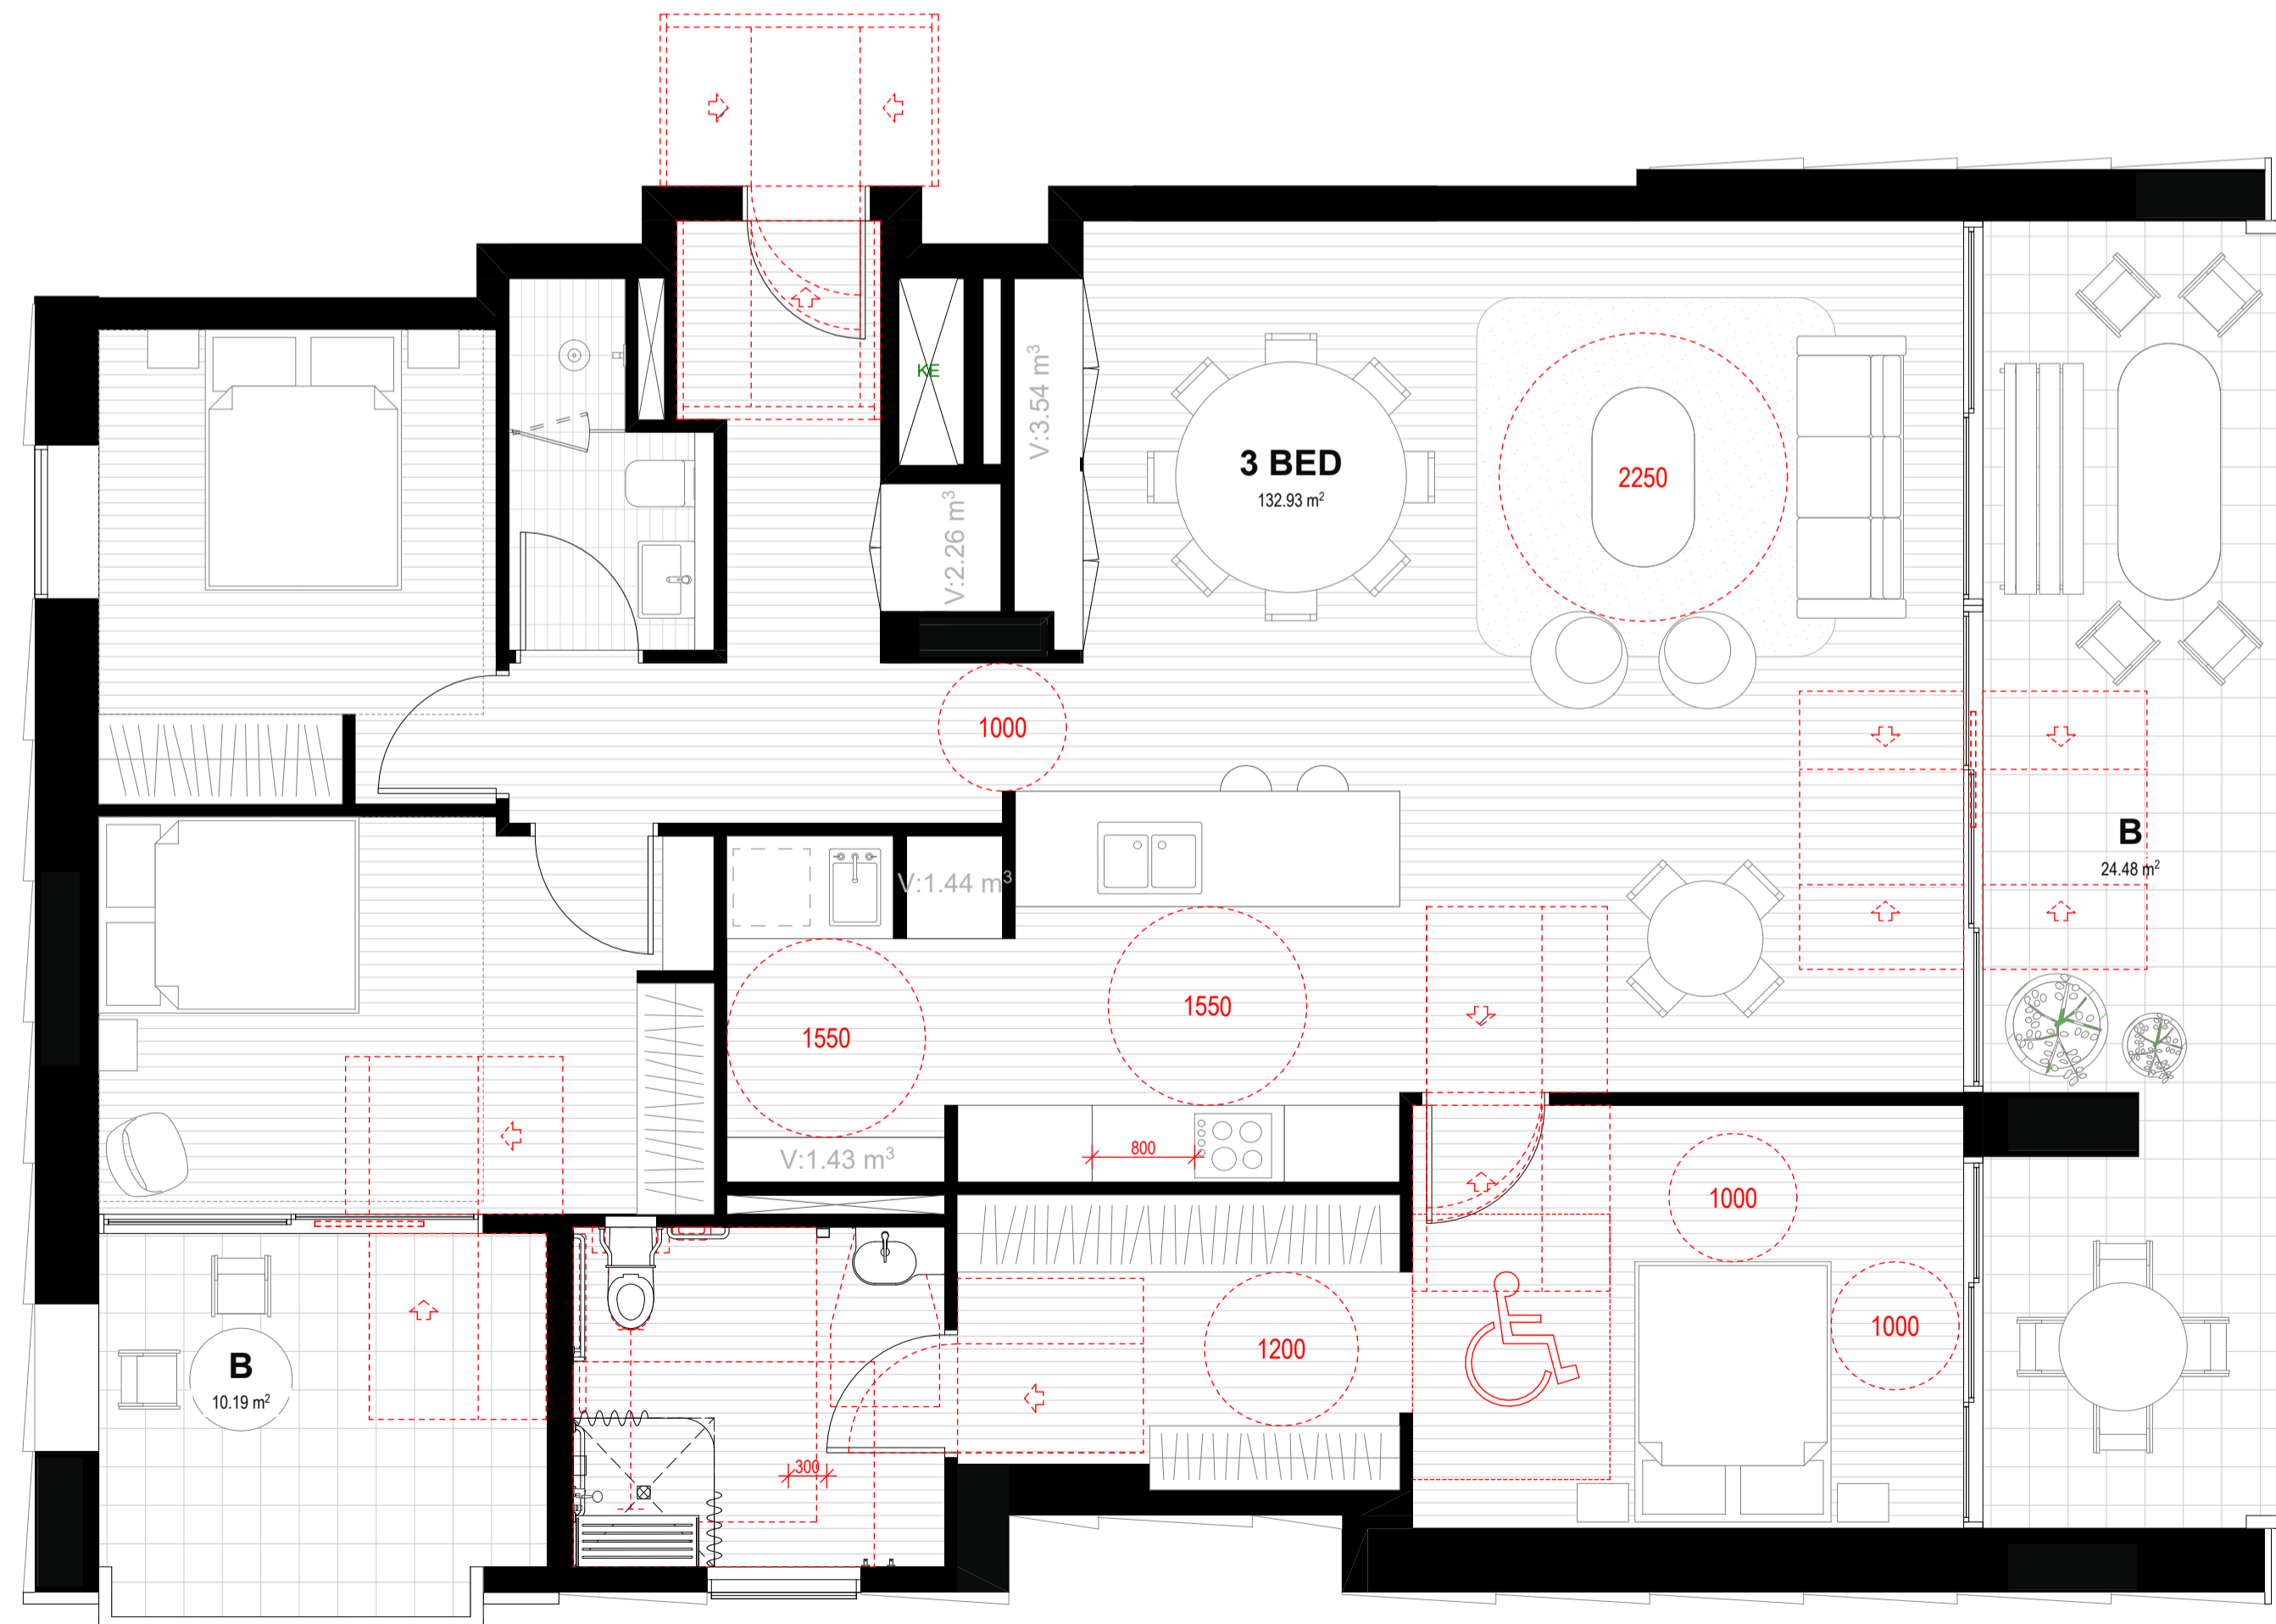 KE
V:3.54 m³
3 BED
132.93 m²
2250
V:2.26 m³
1000
B
24.48 m²
V:1.44 m³
1550
1550
800
V:1.43 m³
1000
1000
1200
B
10.19 m²
300